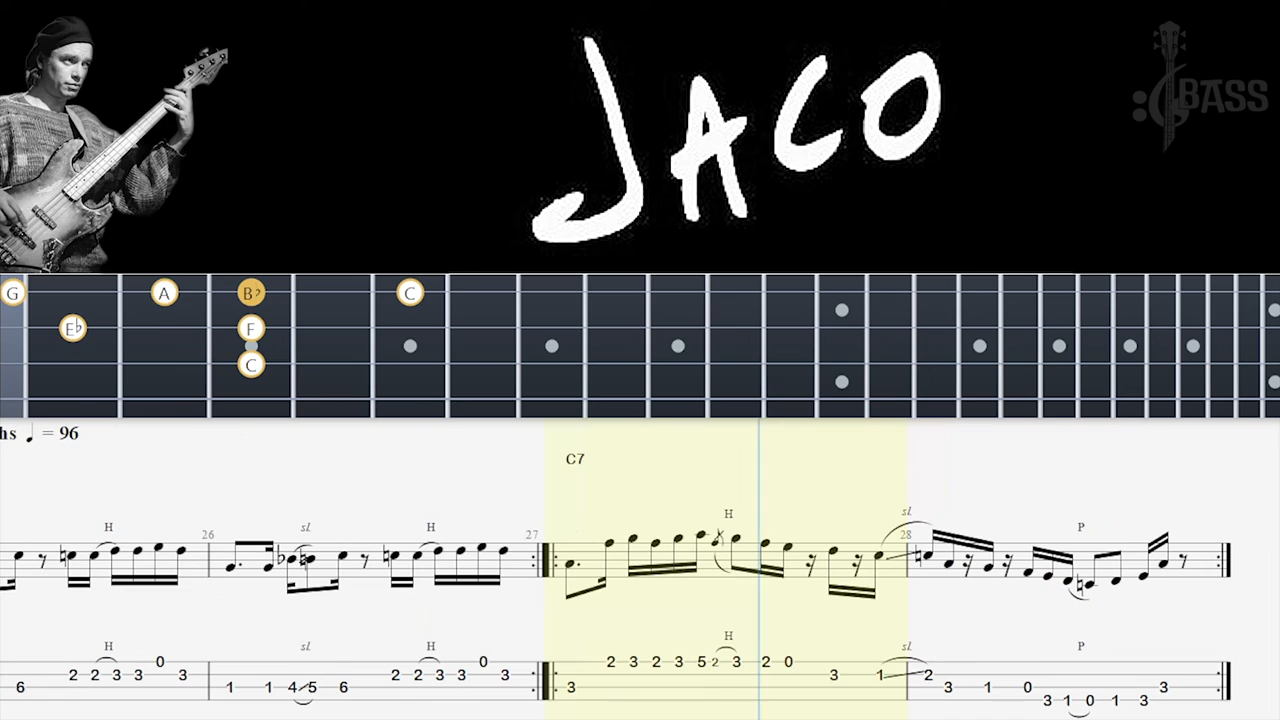 JACO
BASS
G A B♭ C
E♭ F
C
hs ♩ = 96
C7
H 26 sl. H 27 H sl. 28 P
H sl. H H sl. P
0 0 2 3 2 3 5 2 3 2 0
2 2 3 3 3 2 2 3 3 3 3 1 2
6 1 1 4 5 6 3 3 1 0 3
3 1 0 1 3